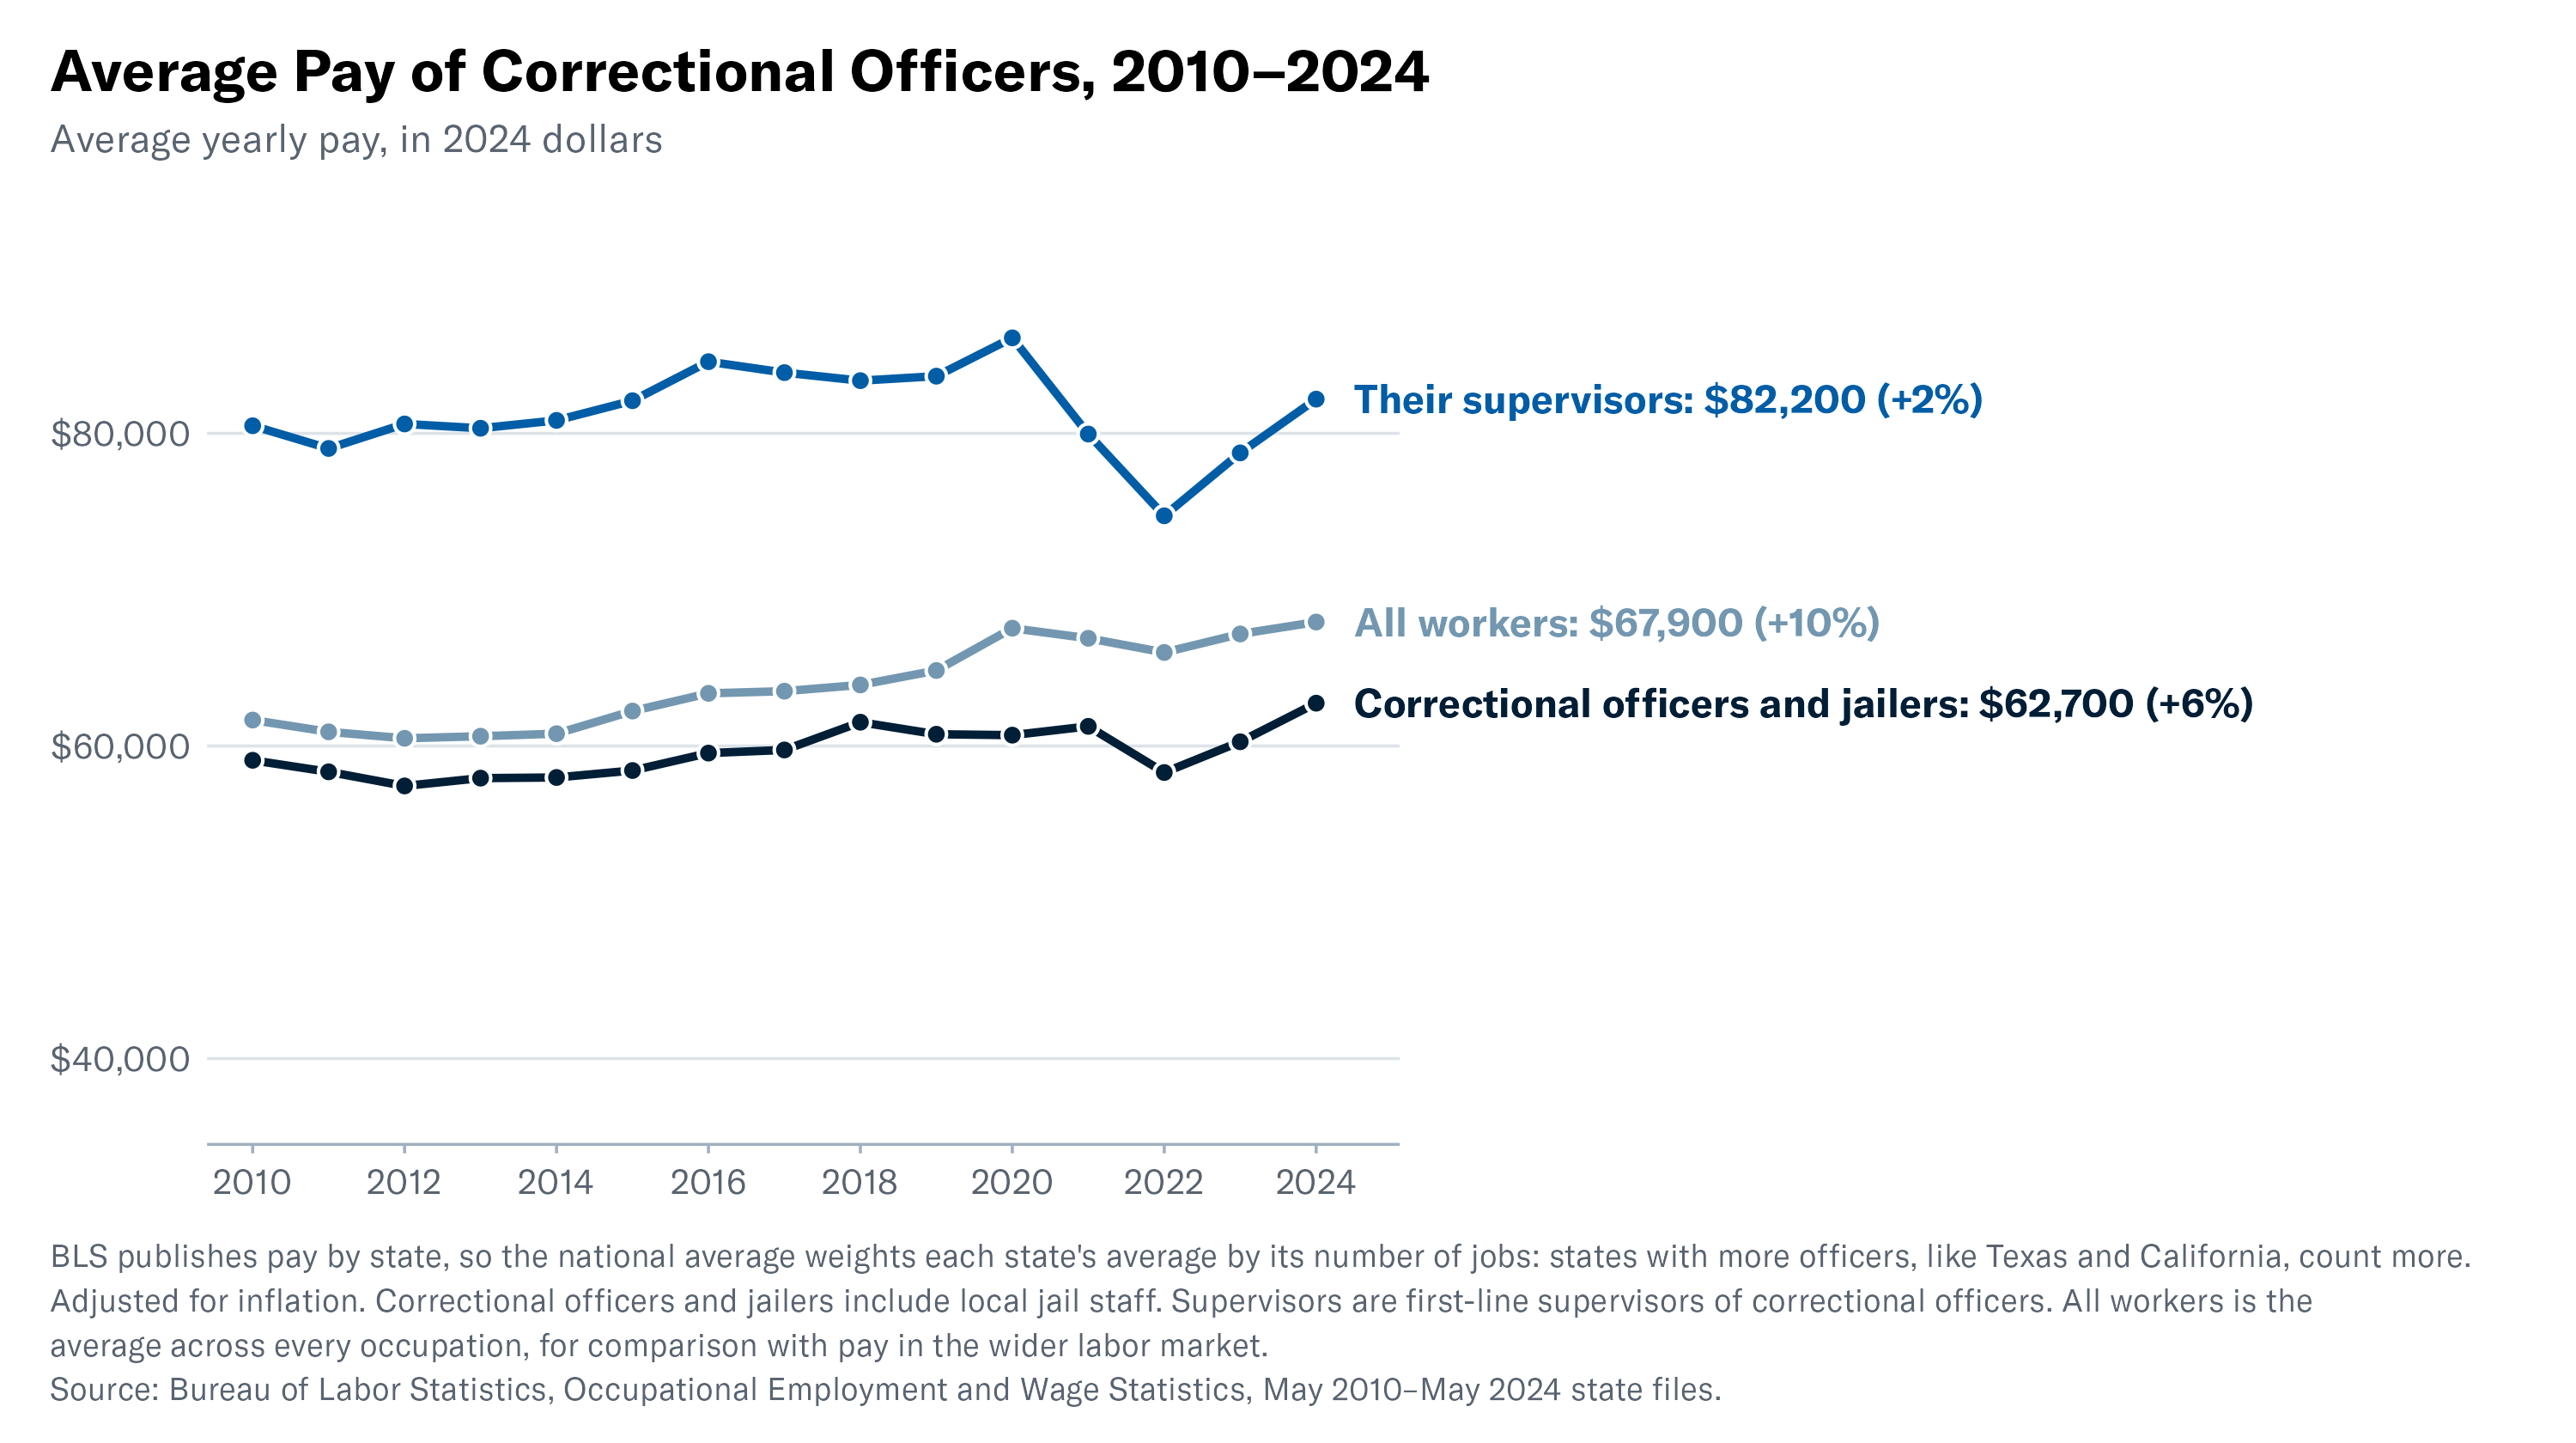 Average Pay of Correctional Officers, 2010–2024
Average yearly pay, in 2024 dollars
$80,000
$60,000
$40,000
Their supervisors: $82,200 (+2%)
All workers: $67,900 (+10%)
Correctional officers and jailers: $62,700 (+6%)
2010 2012 2014 2016 2018 2020 2022 2024
BLS publishes pay by state, so the national average weights each state's average by its number of jobs: states with more officers, like Texas and California, count more.
Adjusted for inflation. Correctional officers and jailers include local jail staff. Supervisors are first-line supervisors of correctional officers. All workers is the
average across every occupation, for comparison with pay in the wider labor market.
Source: Bureau of Labor Statistics, Occupational Employment and Wage Statistics, May 2010–May 2024 state files.